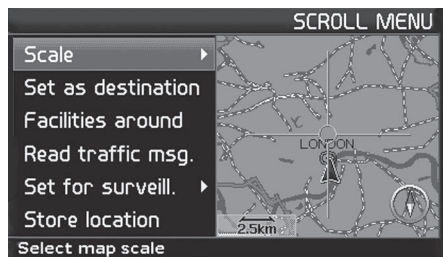 SCROLL MENU
Scale
Set as destination
Facilities around
Read traffic msg.
Set for surveill.
Store location
LONDON
2.5km
Select map scale